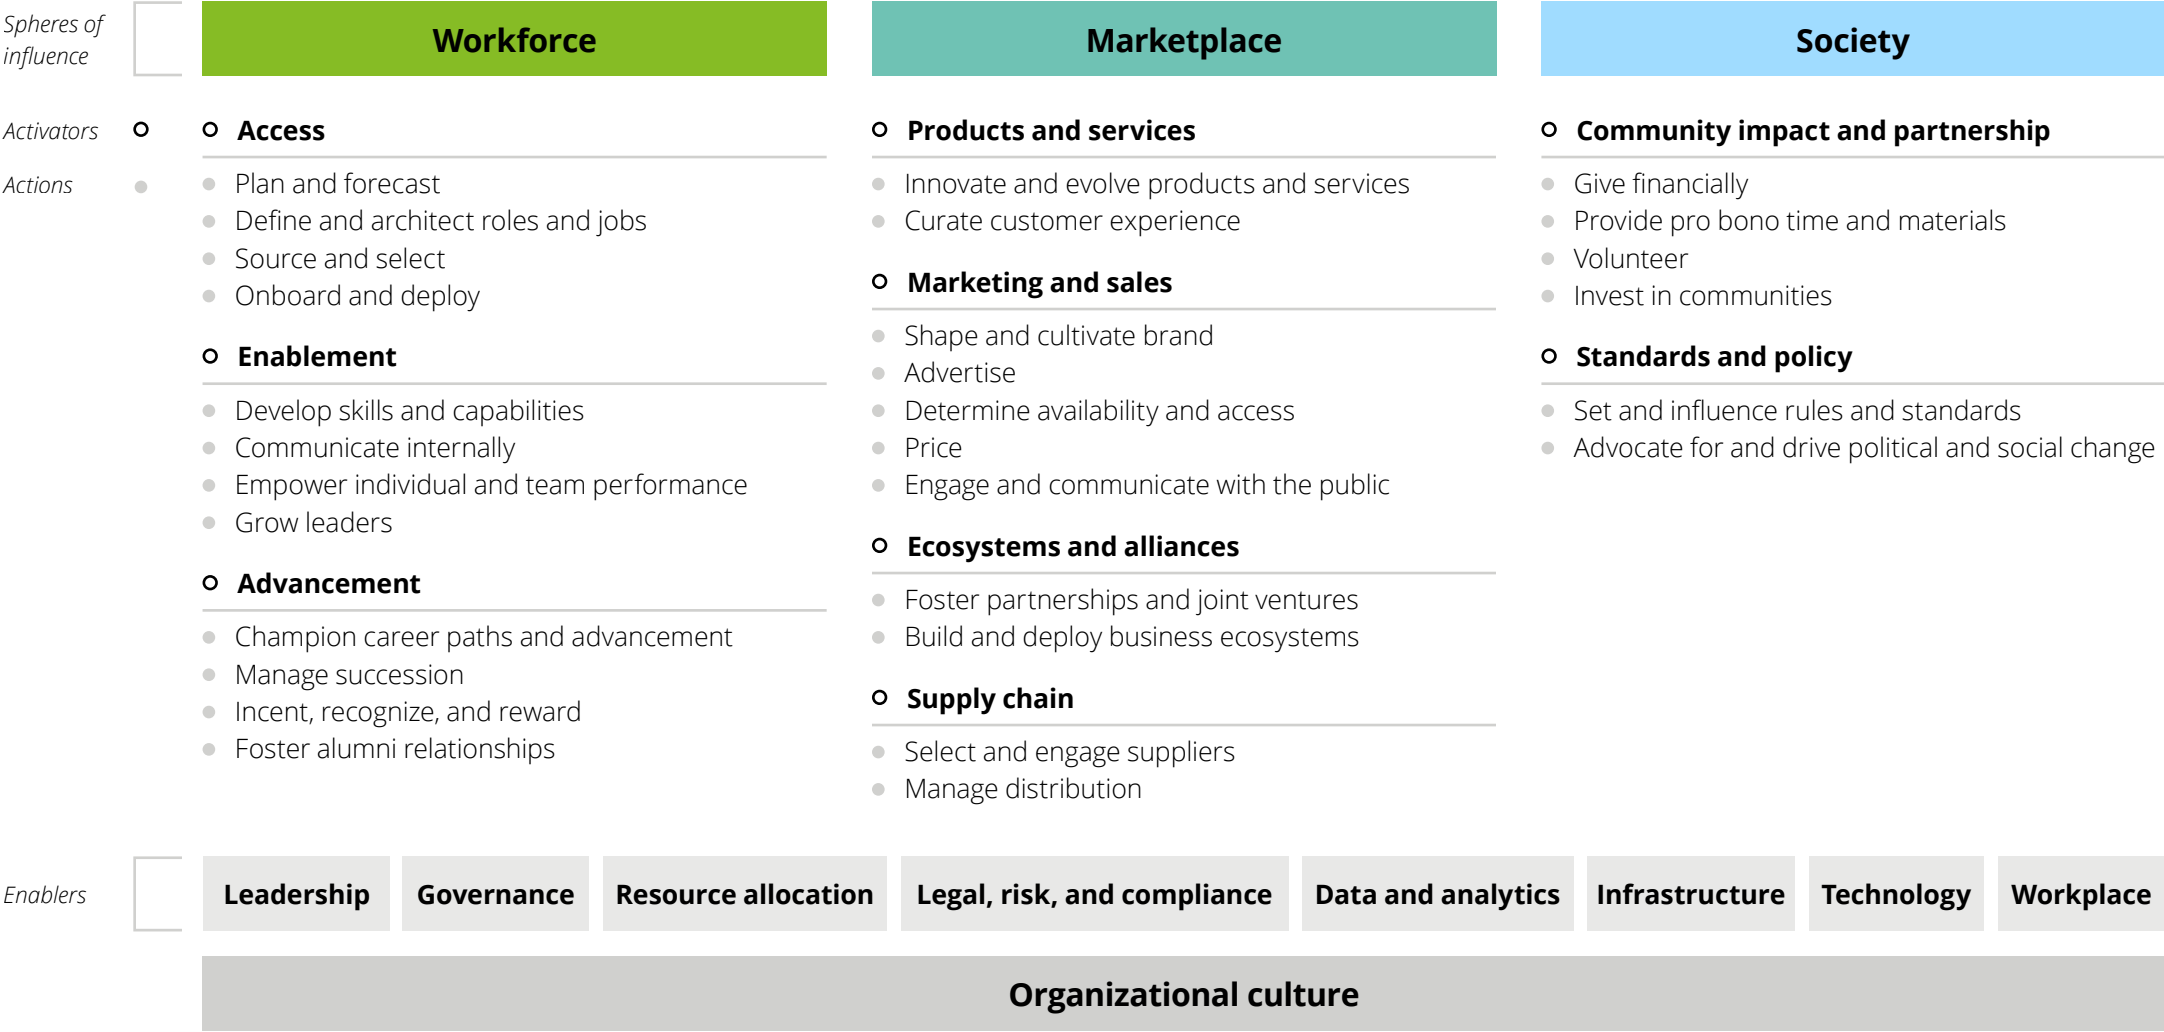 Spheres of
influence
Workforce
Marketplace
Society
Activators
Actions
Access
Plan and forecast
Define and architect roles and jobs
Source and select
Onboard and deploy
Enablement
Develop skills and capabilities
Communicate internally
Empower individual and team performance
Grow leaders
Advancement
Champion career paths and advancement
Manage succession
Incent, recognize, and reward
Foster alumni relationships
Products and services
Innovate and evolve products and services
Curate customer experience
Marketing and sales
Shape and cultivate brand
Advertise
Determine availability and access
Price
Engage and communicate with the public
Ecosystems and alliances
Foster partnerships and joint ventures
Build and deploy business ecosystems
Supply chain
Select and engage suppliers
Manage distribution
Community impact and partnership
Give financially
Provide pro bono time and materials
Volunteer
Invest in communities
Standards and policy
Set and influence rules and standards
Advocate for and drive political and social change
Enablers
Leadership
Governance
Resource allocation
Legal, risk, and compliance
Data and analytics
Infrastructure
Technology
Workplace
Organizational culture